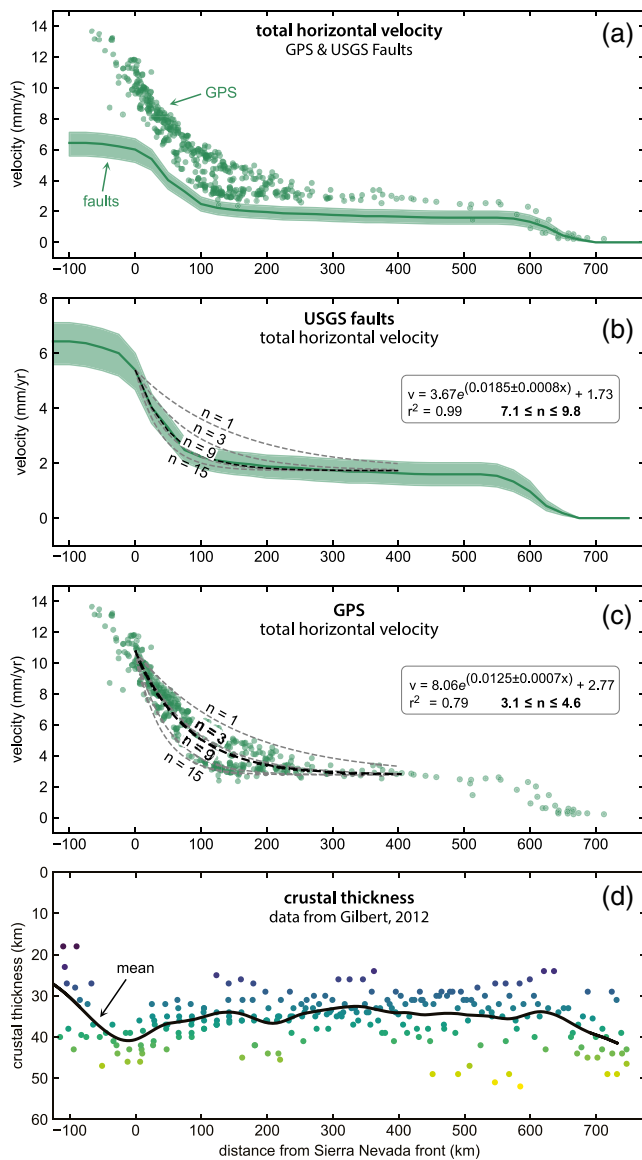 (a)
total horizontal velocity
GPS & USGS Faults
GPS
faults
velocity (mm/yr)
14
12
10
8
6
4
2
0
−100 0 100 200 300 400 500 600 700
(b)
USGS faults
total horizontal velocity
v = 3.67e(0.0185±0.0008x) + 1.73
r2 = 0.99 7.1 ≤ n ≤ 9.8
n = 1
n = 3
n = 9
n = 15
velocity (mm/yr)
8
6
4
2
0
−100 0 100 200 300 400 500 600 700
(c)
GPS
total horizontal velocity
v = 8.06e(0.0125±0.0007x) + 2.77
r2 = 0.79 3.1 ≤ n ≤ 4.6
n = 1
n = 3
n = 9
n = 15
velocity (mm/yr)
14
12
10
8
6
4
2
0
−100 0 100 200 300 400 500 600 700
(d)
crustal thickness
data from Gilbert, 2012
mean
crustal thickness (km)
0
10
20
30
40
50
60
−100 0 100 200 300 400 500 600 700
distance from Sierra Nevada front (km)